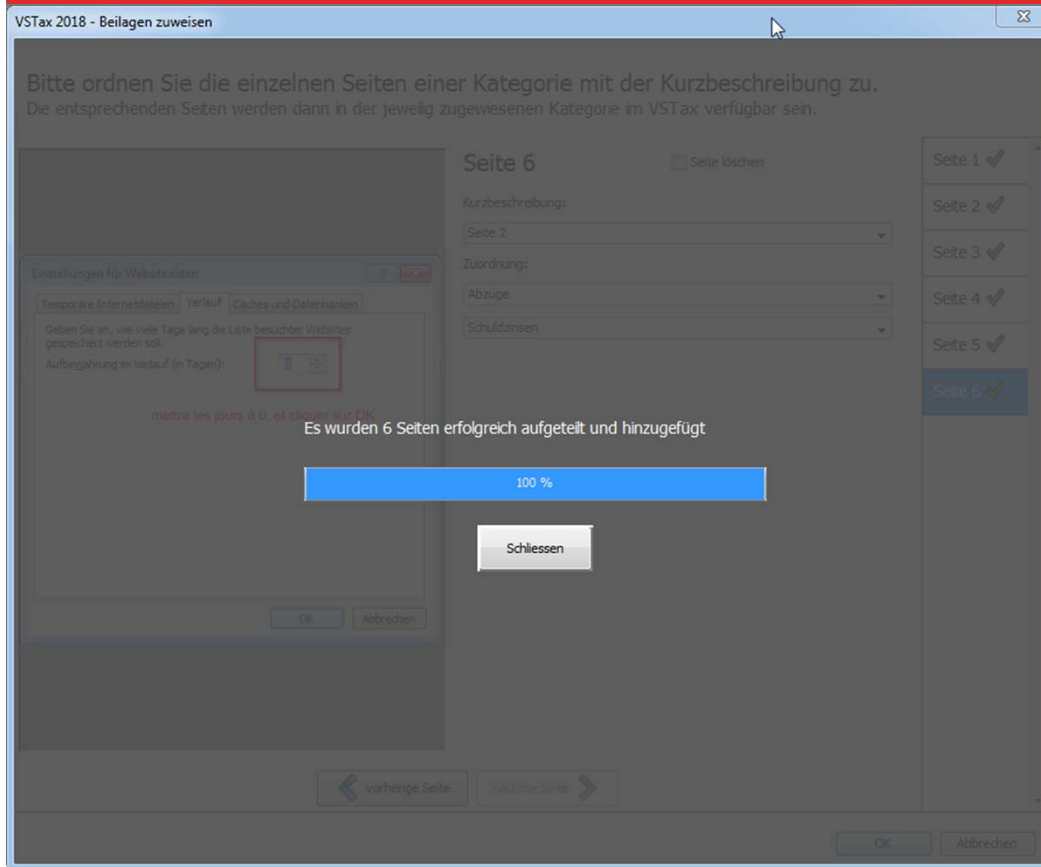 VSTax 2018 - Beilagen zuweisen
Bitte ordnen Sie die einzelnen Seiten einer Kategorie mit der Kurzbeschreibung zu.
Die entsprechenden Seiten werden dann in der jeweilig zugewiesenen Kategorie im VSTax verfügbar sein.
Seite 6
Seite löschen
Kurzbeschreibung:
Seite 2
Zuordnung:
Abzüge
Schuldzinsen
Seite 1
Seite 2
Seite 3
Seite 4
Seite 5
Seite 6
Einstellungen für Websitedaten
Temporäre Internetdateien Verlauf Caches und Datenbanken
Geben Sie an, wie viele Tage lang die Liste besuchter Websites
gespeichert werden soll.
Aufbewahrung im Verlauf (in Tagen):
mettre les jours à 0, et cliquer sur OK
OK Abbrechen
Es wurden 6 Seiten erfolgreich aufgeteilt und hinzugefügt
100 %
Schliessen
vorherige Seite nächste Seite
OK Abbrechen